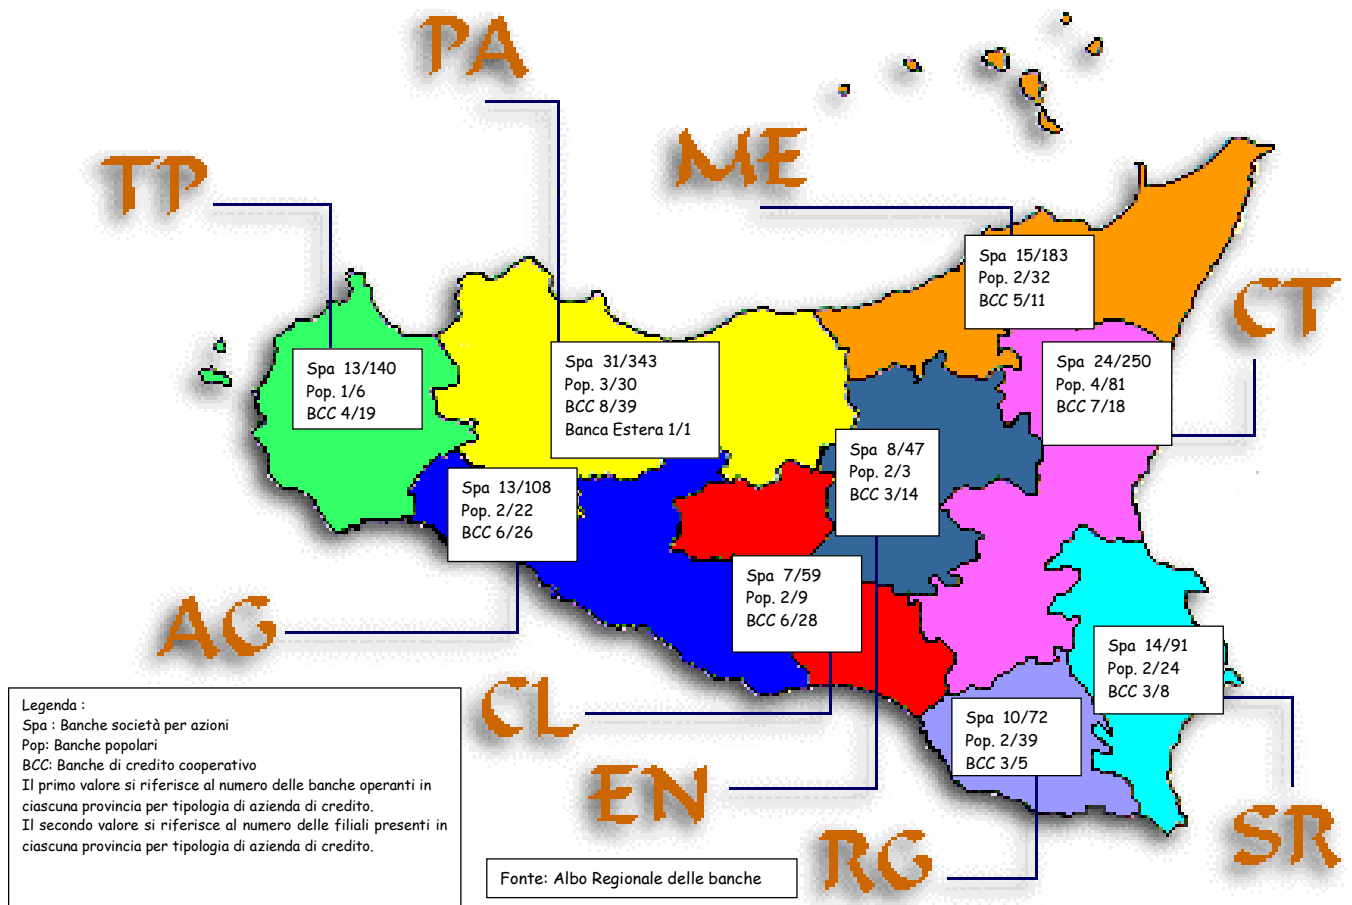 PA
TP
ME
CT
Spa 15/183
Pop. 2/32
BCC 5/11
Spa 13/140
Pop. 1/6
BCC 4/19
Spa 31/343
Pop. 3/30
BCC 8/39
Banca Estera 1/1
Spa 24/250
Pop. 4/81
BCC 7/18
Spa 8/47
Pop. 2/3
BCC 3/14
Spa 13/108
Pop. 2/22
BCC 6/26
Spa 7/59
Pop. 2/9
BCC 6/28
Spa 14/91
Pop. 2/24
BCC 3/8
Spa 10/72
Pop. 2/39
BCC 3/5
AG
CL
EN
RG
SR
Legenda :
Spa : Banche società per azioni
Pop: Banche popolari
BCC: Banche di credito cooperativo
Il primo valore si riferisce al numero delle banche operanti in
ciascuna provincia per tipologia di azienda di credito.
Il secondo valore si riferisce al numero delle filiali presenti in
ciascuna provincia per tipologia di azienda di credito.
Fonte: Albo Regionale delle banche